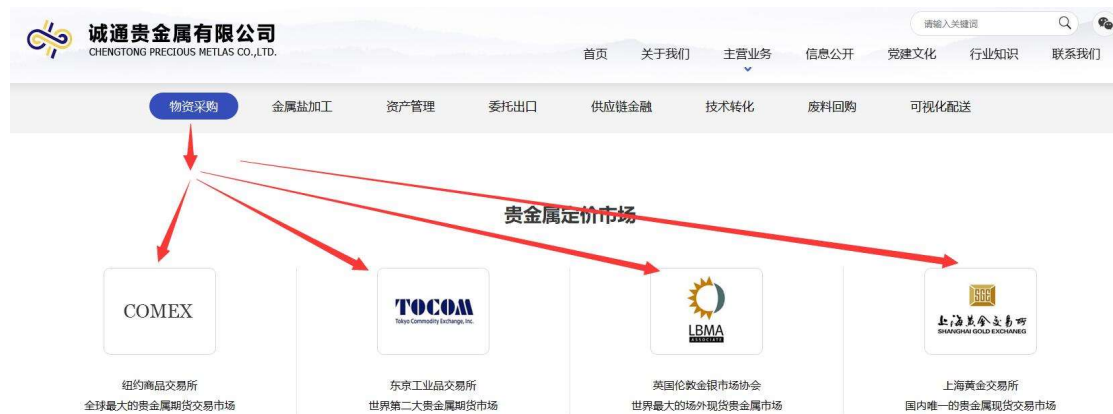 诚通贵金属有限公司
CHENGTONG PRECIOUS METLAS CO.,LTD.
请输入关键词
首页 关于我们 主营业务 信息公开 党建文化 行业知识 联系我们
物资采购 金属盐加工 资产管理 委托出口 供应链金融 技术转化 废料回购 可视化配送
贵金属定价市场
COMEX
TOCOM
Tokyo Commodity Exchange, Inc.
LBMA
ASSOCIATE
SGE
上海黄金交易所
SHANGHAI GOLD EXCHANEG
纽约商品交易所
全球最大的贵金属期货交易市场
东京工业品交易所
世界第二大贵金属期货市场
英国伦敦金银市场协会
世界最大的场外现货贵金属市场
上海黄金交易所
国内唯一的贵金属现货交易市场